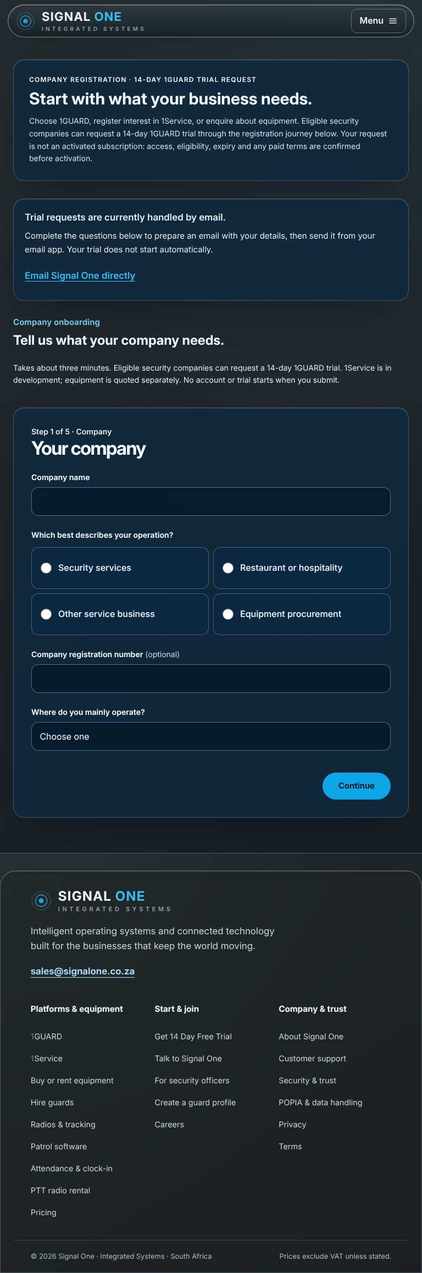 SIGNAL ONE
INTEGRATED SYSTEMS
Menu
COMPANY REGISTRATION · 14-DAY 1GUARD TRIAL REQUEST
Start with what your business needs.
Choose 1GUARD, register interest in 1Service, or enquire about equipment. Eligible security
companies can request a 14-day 1GUARD trial through the registration journey below. Your request
is not an activated subscription: access, eligibility, expiry and any paid terms are confirmed
before activation.
Trial requests are currently handled by email.
Complete the questions below to prepare an email with your details, then send it from your
email app. Your trial does not start automatically.
Email Signal One directly
Company onboarding
Tell us what your company needs.
Takes about three minutes. Eligible security companies can request a 14-day 1GUARD trial. 1Service is in
development; equipment is quoted separately. No account or trial starts when you submit.
Step 1 of 5 · Company
Your company
Company name
Which best describes your operation?
Security services
Restaurant or hospitality
Other service business
Equipment procurement
Company registration number (optional)
Where do you mainly operate?
Choose one
Continue
SIGNAL ONE
INTEGRATED SYSTEMS
Intelligent operating systems and connected technology
built for the businesses that keep the world moving.
sales@signalone.co.za
Platforms & equipment
1GUARD
1Service
Buy or rent equipment
Hire guards
Radios & tracking
Patrol software
Attendance & clock-in
PTT radio rental
Pricing
Start & join
Get 14 Day Free Trial
Talk to Signal One
For security officers
Create a guard profile
Careers
Company & trust
About Signal One
Customer support
Security & trust
POPIA & data handling
Privacy
Terms
© 2026 Signal One · Integrated Systems · South Africa
Prices exclude VAT unless stated.